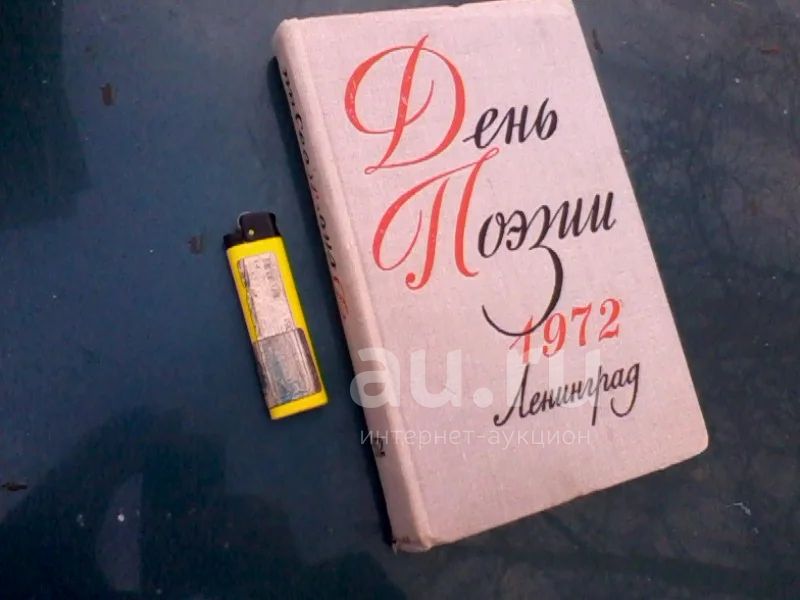 День
Поэзии
1972
Ленинград
au.ru
интернет-аукцион